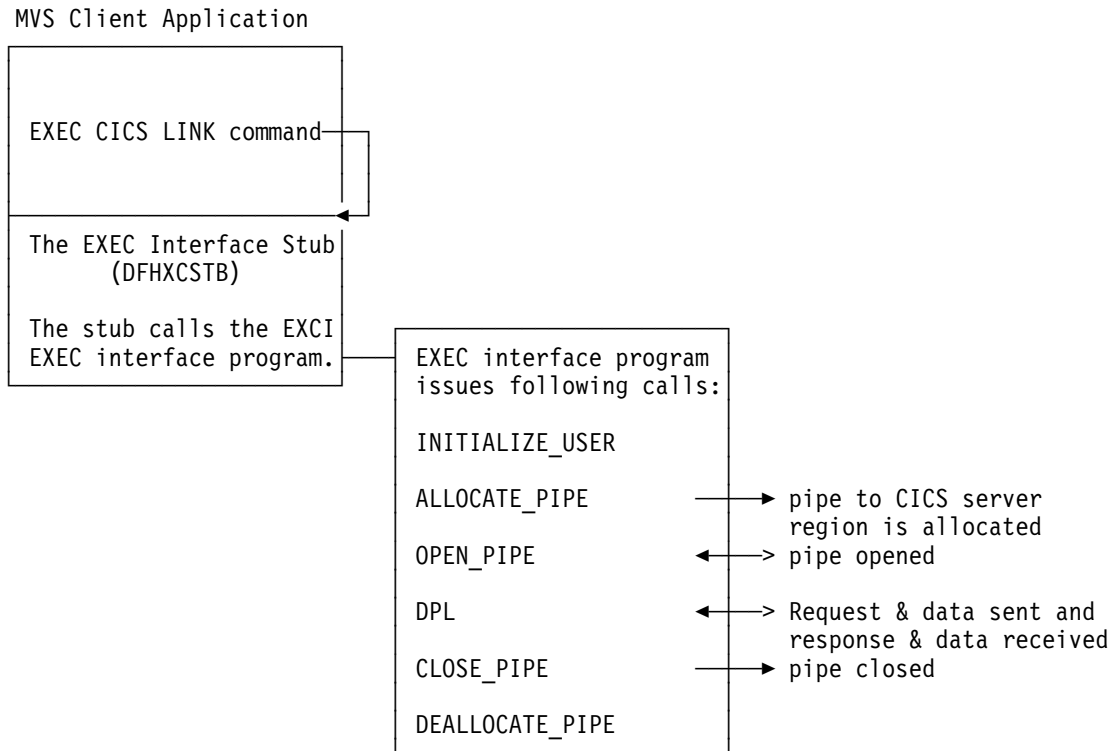 MVS Client Application
EXEC CICS LINK command
The EXEC Interface Stub
(DFHXCSTB)
The stub calls the EXCI
EXEC interface program.
EXEC interface program
issues following calls:
INITIALIZE_USER
ALLOCATE_PIPE
pipe to CICS server
region is allocated
OPEN_PIPE
> pipe opened
DPL
> Request & data sent and
response & data received
CLOSE_PIPE
pipe closed
DEALLOCATE_PIPE